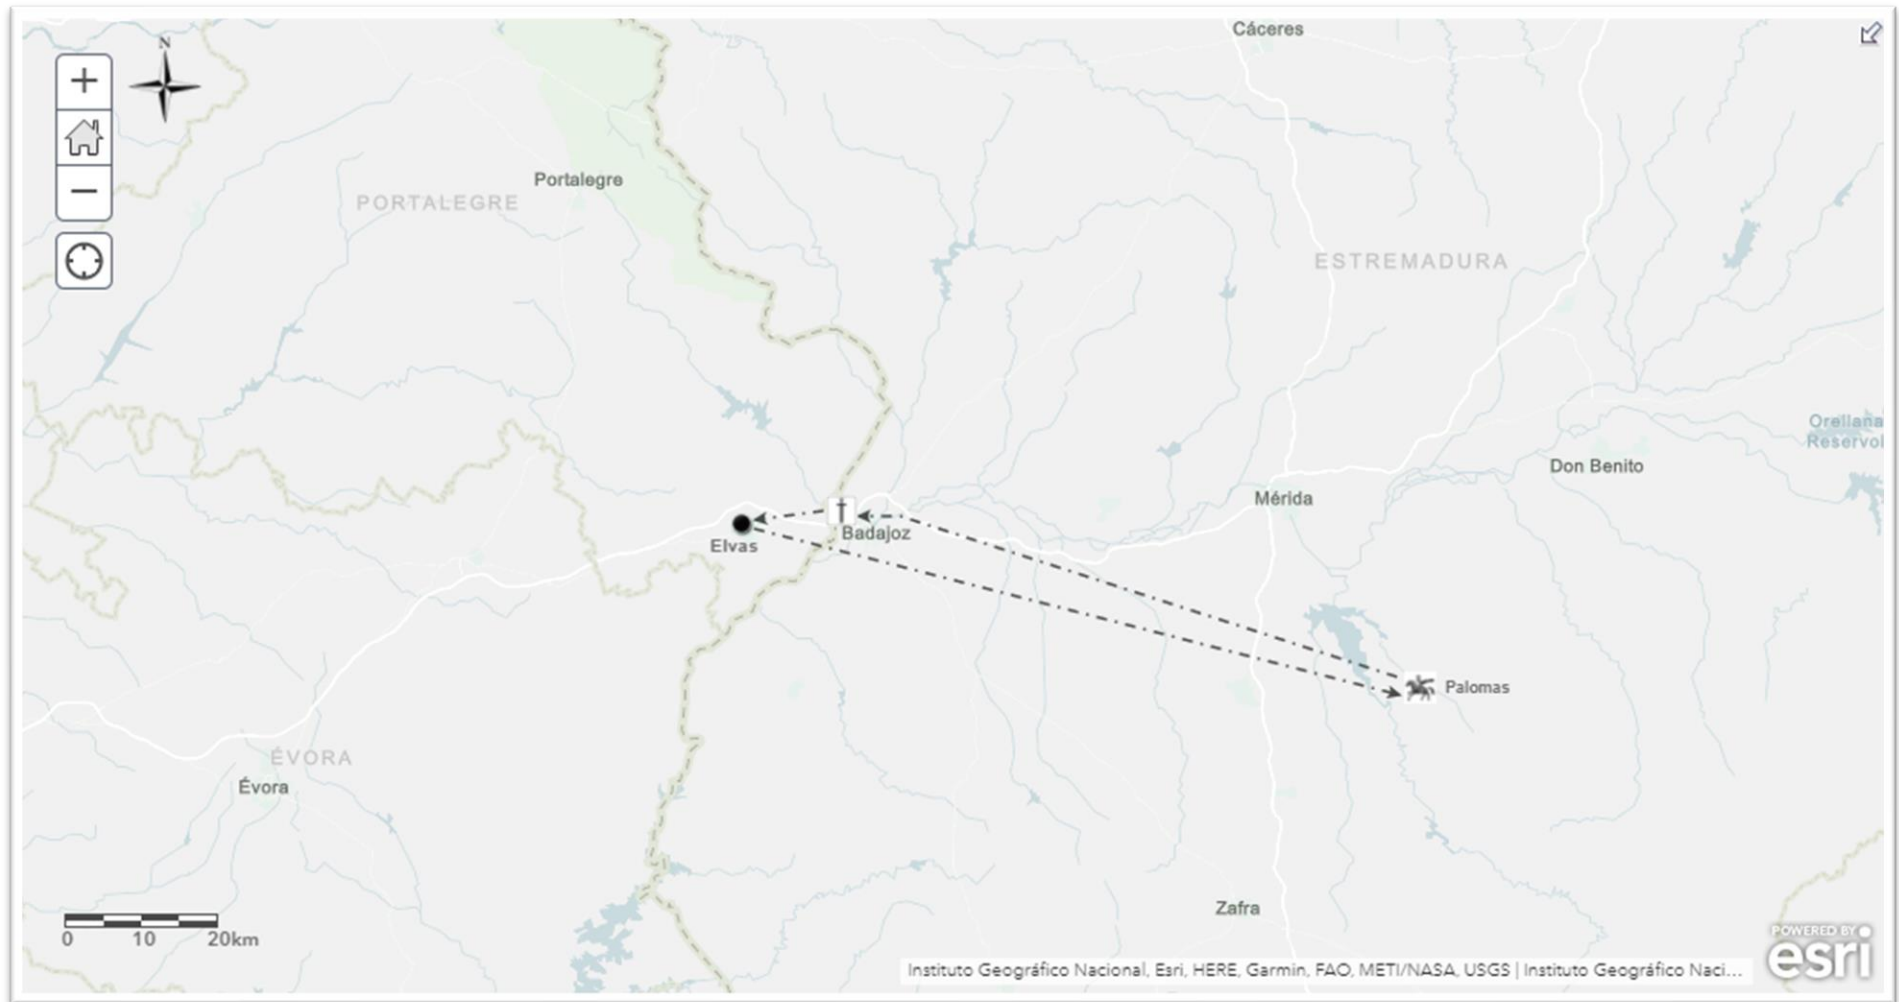 Cáceres
N
Portalegre
PORTALEGRE
ESTREMADURA
Orellana
Reservoi
Don Benito
Mérida
Badajoz
Elvas
Palomas
ÉVORA
Évora
Zafra
0 10 20km
POWERED BY
esri
Instituto Geográfico Nacional, Esri, HERE, Garmin, FAO, METI/NASA, USGS | Instituto Geográfico Naci...